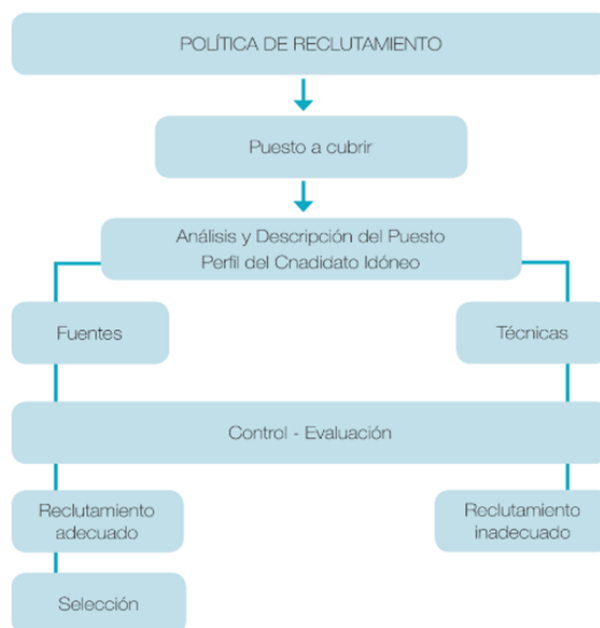 POLÍTICA DE RECLUTAMIENTO
Puesto a cubrir
Análisis y Descripción del Puesto
Perfil del Cnadidato Idóneo
Fuentes
Técnicas
Control - Evaluación
Reclutamiento
adecuado
Reclutamiento
inadecuado
Selección